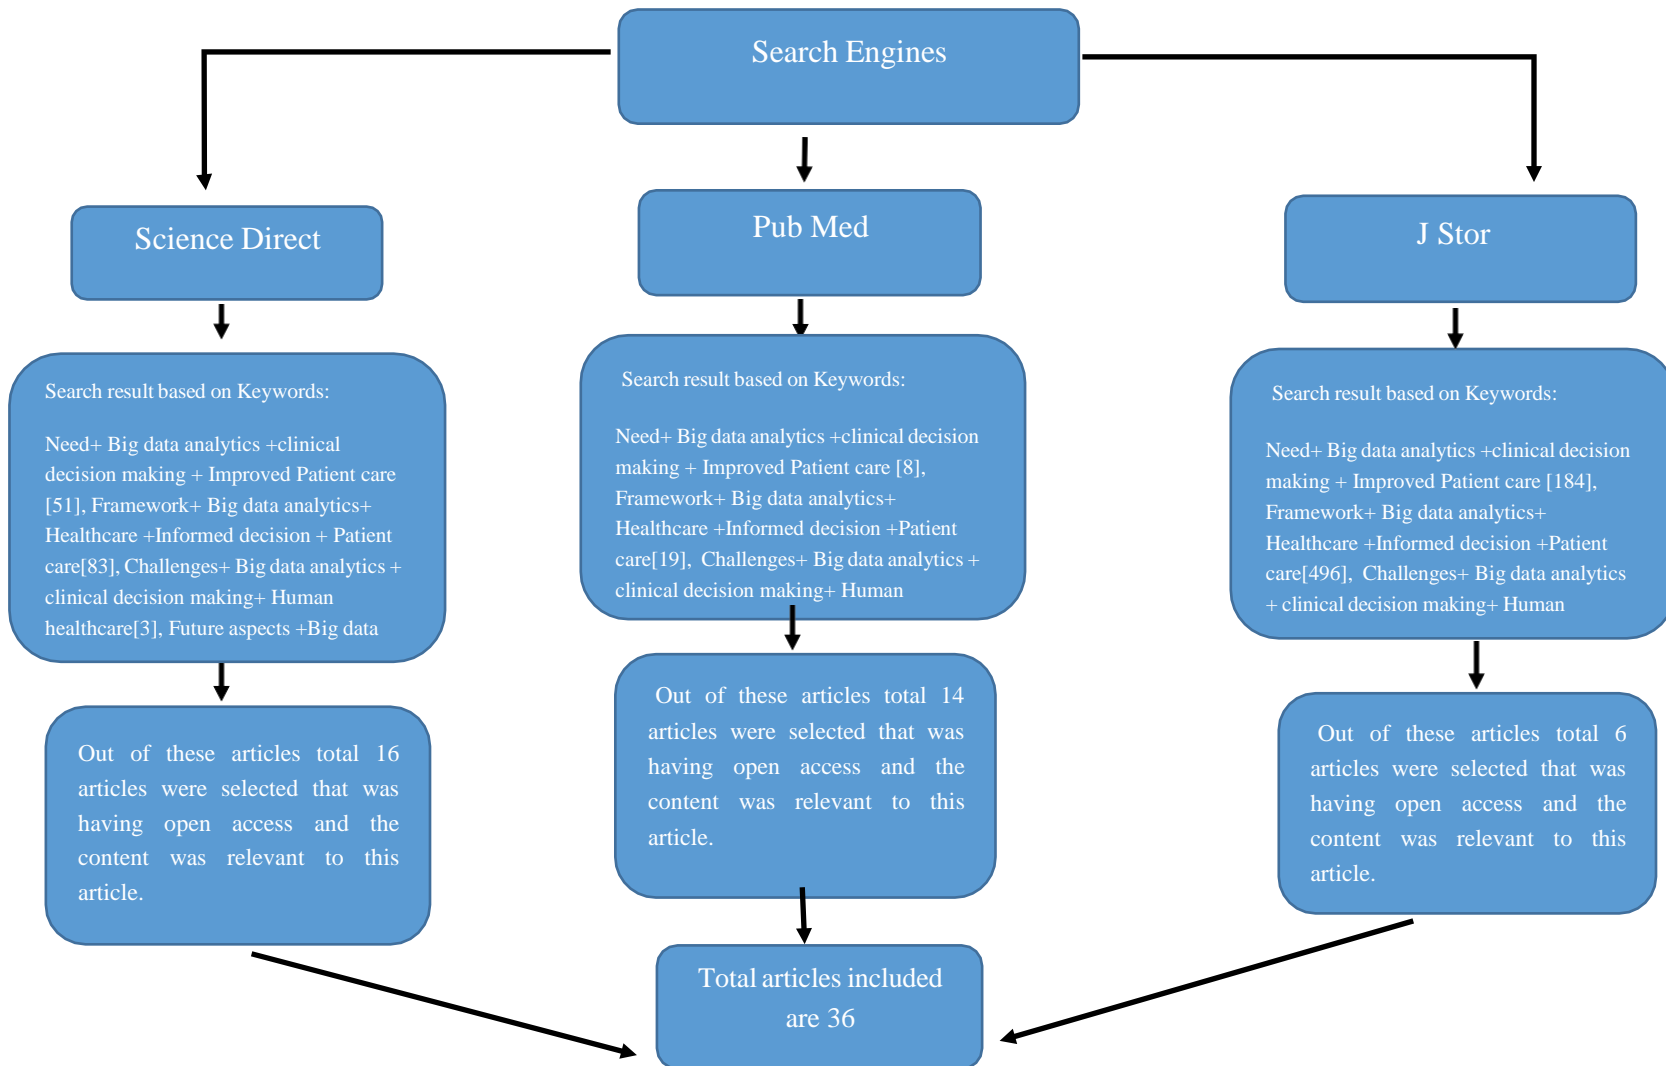 Search Engines
Science Direct
Pub Med
J Stor
Search result based on Keywords:
Need+ Big data analytics +clinical
decision making + Improved Patient care
[51], Framework+ Big data analytics+
Healthcare +Informed decision + Patient
care[83], Challenges+ Big data analytics +
clinical decision making+ Human
healthcare[3], Future aspects +Big data
Search result based on Keywords:
Need+ Big data analytics +clinical decision
making + Improved Patient care [8],
Framework+ Big data analytics+
Healthcare +Informed decision +Patient
care[19], Challenges+ Big data analytics +
clinical decision making+ Human
Search result based on Keywords:
Need+ Big data analytics +clinical decision
making + Improved Patient care [184],
Framework+ Big data analytics+
Healthcare +Informed decision +Patient
care[496], Challenges+ Big data analytics
+ clinical decision making+ Human
Out of these articles total 16
articles were selected that was
having open access and the
content was relevant to this
article.
Out of these articles total 14
articles were selected that was
having open access and the
content was relevant to this
article.
Out of these articles total 6
articles were selected that was
having open access and the
content was relevant to this
article.
Total articles included
are 36